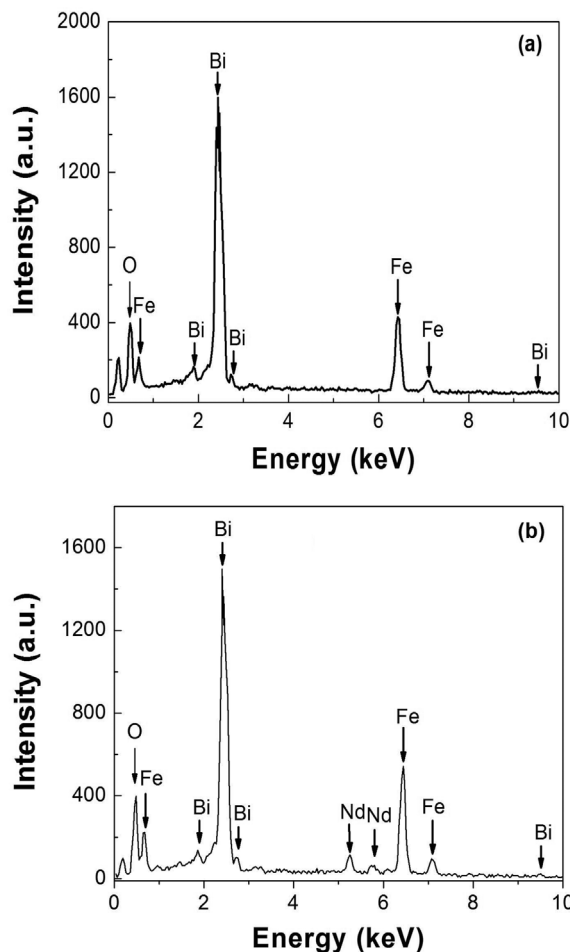 2000
(a)
Bi
1600
1200
Intensity (a.u.)
800
O
Fe
Fe
400
Bi
Bi
Fe
Bi
0
0 2 4 6 8 10
Energy (keV)
(b)
Bi
1600
1200
Intensity (a.u.)
800
O
Fe
Fe
400
Bi
Bi
Nd
Nd
Fe
Bi
0
0 2 4 6 8 10
Energy (keV)